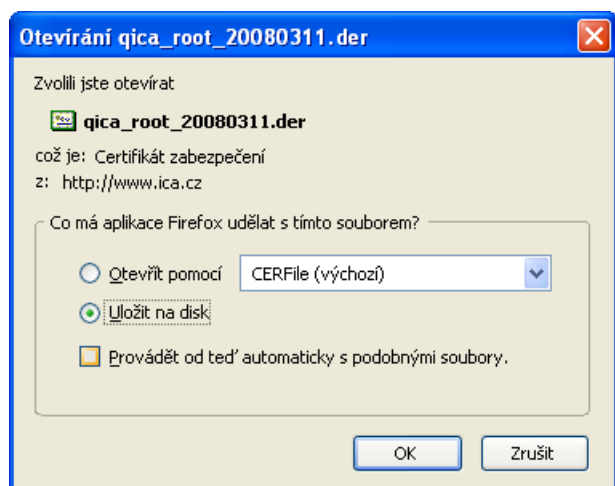 Otevírání qica_root_20080311.der
Zvolili jste otevírat
qica_root_20080311.der
což je: Certifikát zabezpečení
z: http://www.ica.cz
Co má aplikace Firefox udělat s tímto souborem?
Otevřít pomocí CERFile (výchozí)
Uložit na disk
Provádět od teď automaticky s podobnými soubory.
OK Zrušit